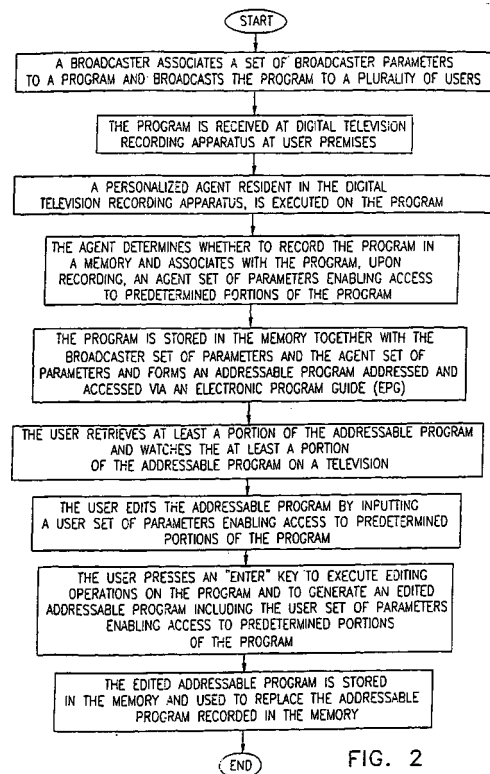 START
A BROADCASTER ASSOCIATES A SET OF BROADCASTER PARAMETERS
TO A PROGRAM AND BROADCASTS THE PROGRAM TO A PLURALITY OF USERS
THE PROGRAM IS RECEIVED AT DIGITAL TELEVISION
RECORDING APPARATUS AT USER PREMISES
A PERSONALIZED AGENT RESIDENT IN THE DIGITAL
TELEVISION RECORDING APPARATUS, IS EXECUTED ON THE PROGRAM
THE AGENT DETERMINES WHETHER TO RECORD THE PROGRAM IN
A MEMORY AND ASSOCIATES WITH THE PROGRAM, UPON
RECORDING, AN AGENT SET OF PARAMETERS ENABLING ACCESS
TO PREDETERMINED PORTIONS OF THE PROGRAM
THE PROGRAM IS STORED IN THE MEMORY TOGETHER WITH THE
BROADCASTER SET OF PARAMETERS AND THE AGENT SET OF
PARAMETERS AND FORMS AN ADDRESSABLE PROGRAM ADDRESSED AND
ACCESSED VIA AN ELECTRONIC PROGRAM GUIDE (EPG)
THE USER RETRIEVES AT LEAST A PORTION OF THE ADDRESSABLE PROGRAM
AND WATCHES THE AT LEAST A PORTION
OF THE ADDRESSABLE PROGRAM ON A TELEVISION
THE USER EDITS THE ADDRESSABLE PROGRAM BY INPUTTING
A USER SET OF PARAMETERS ENABLING ACCESS TO PREDETERMINED
PORTIONS OF THE PROGRAM
THE USER PRESSES AN "ENTER" KEY TO EXECUTE EDITING
OPERATIONS ON THE PROGRAM AND TO GENERATE AN EDITED
ADDRESSABLE PROGRAM INCLUDING THE USER SET OF PARAMETERS
ENABLING ACCESS TO PREDETERMINED PORTIONS
OF THE PROGRAM
THE EDITED ADDRESSABLE PROGRAM IS STORED
IN THE MEMORY AND USED TO REPLACE THE ADDRESSABLE
PROGRAM RECORDED IN THE MEMORY
END
FIG. 2